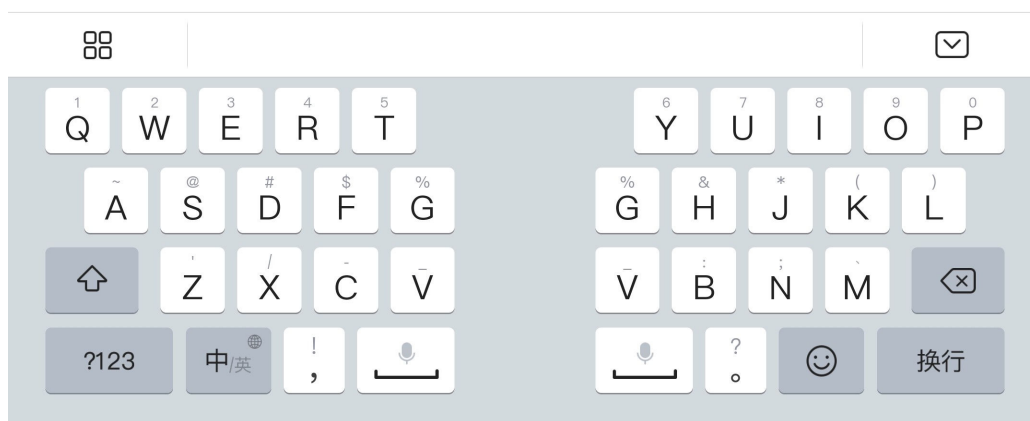 1 2 3 4 5 6 7 8 9 0
Q W E R T Y U I O P
~ @ # $ % % & * ( )
A S D F G G H J K L
' / - _ _ : ; `
Z X C V V B N M
! ?
?123 中/英 , 。 换行